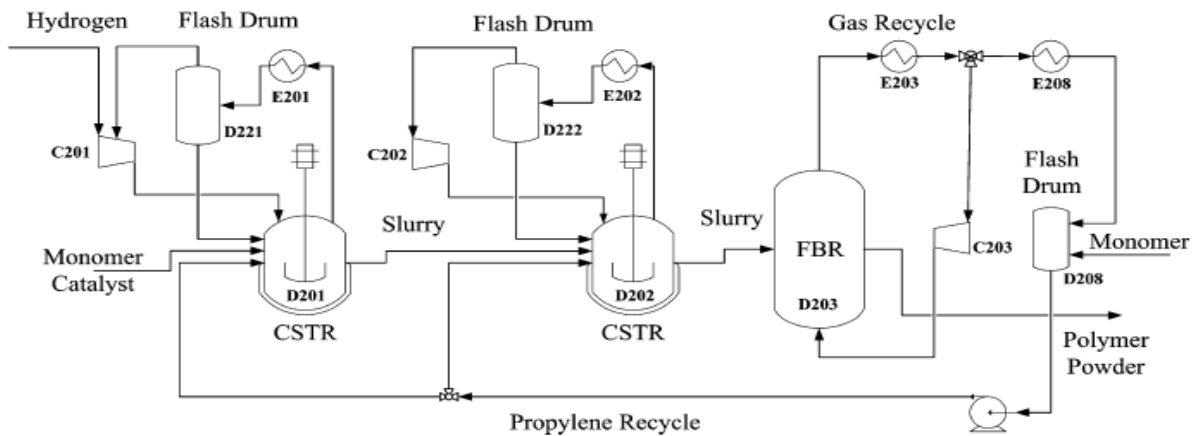 Hydrogen
Flash Drum
Flash Drum
Gas Recycle
E201
E202
E203
E208
D221
D222
C201
C202
Flash
Drum
Slurry
Slurry
FBR
C203
Monomer
Monomer
Catalyst
D208
D201
D202
D203
CSTR
CSTR
Polymer
Powder
Propylene Recycle